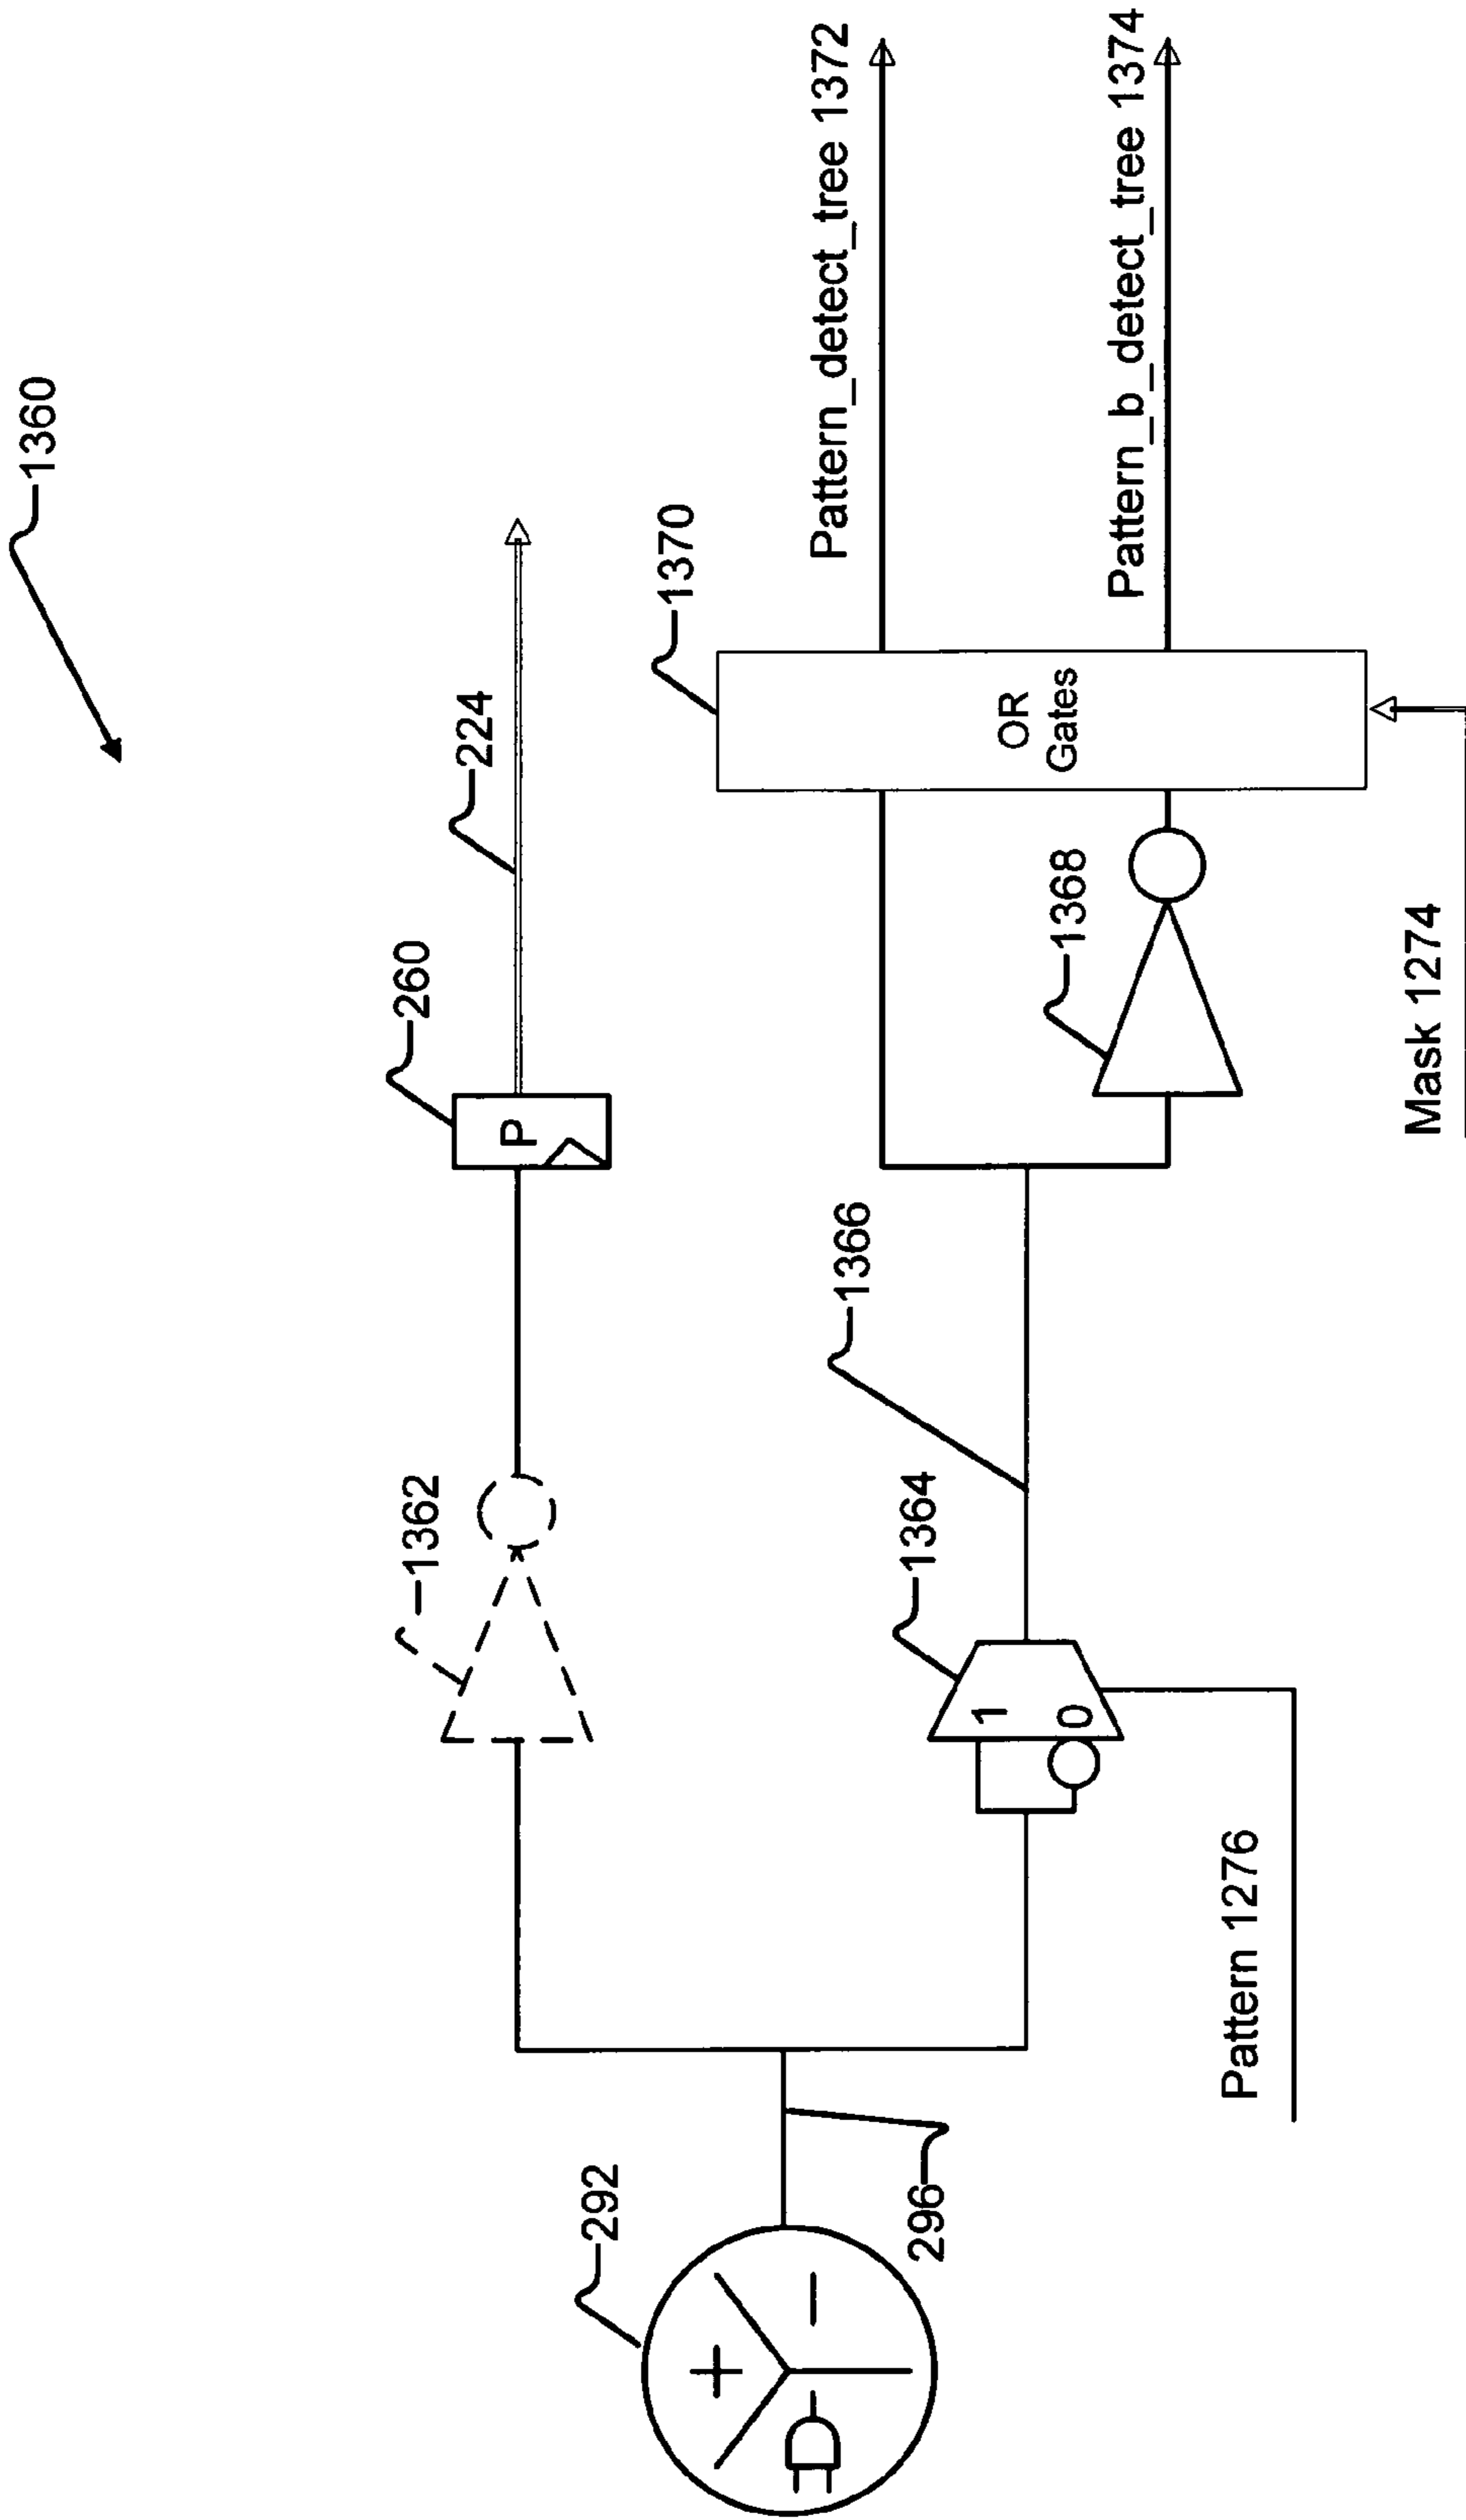 1360
224
260
1362
P
1370
Pattern_detect_tree 1372
Pattern_b_detect_tree 1374
OR
Gates
1368
1366
1364
1
0
Mask 1274
292
296
Pattern 1276